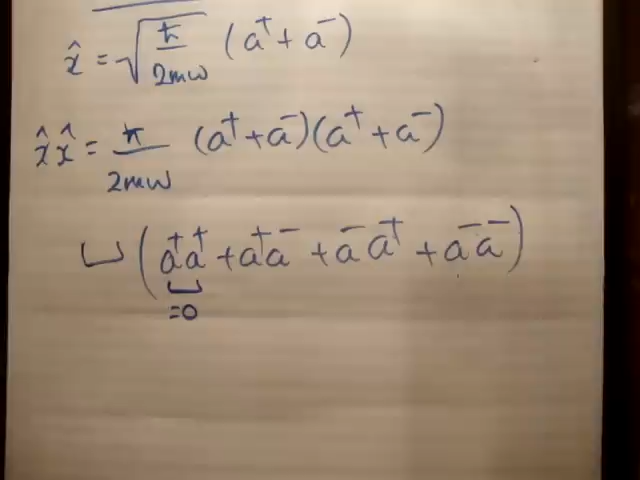 x̂ = √(ħ/2mω) (a⁺ + a⁻)
x̂x̂ = ħ/2mω (a⁺ + a⁻)(a⁺ + a⁻)
⌴ (a⁺a⁺ + a⁺a⁻ + a⁻a⁺ + a⁻a⁻)
=0